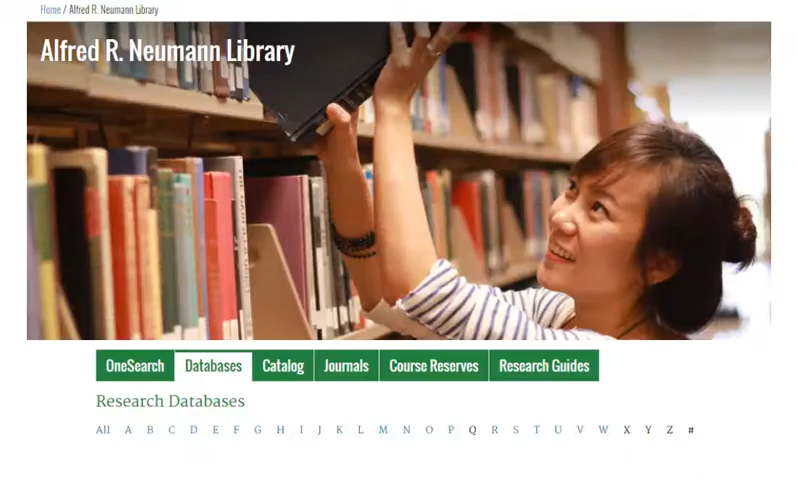 Home / Alfred R. Neumann Library
Alfred R. Neumann Library
OneSearch Databases Catalog Journals Course Reserves Research Guides
Research Databases
All A B C D E F G H I J K L M N O P Q R S T U V W X Y Z #